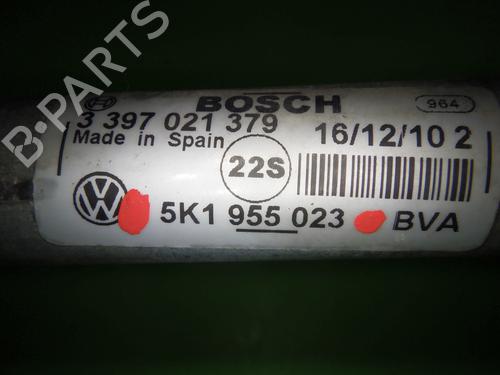 B-PARTS
BOSCH
964
3 397 021 379
Made in Spain
16/12/10 2
22S
5K1 955 023
BVA